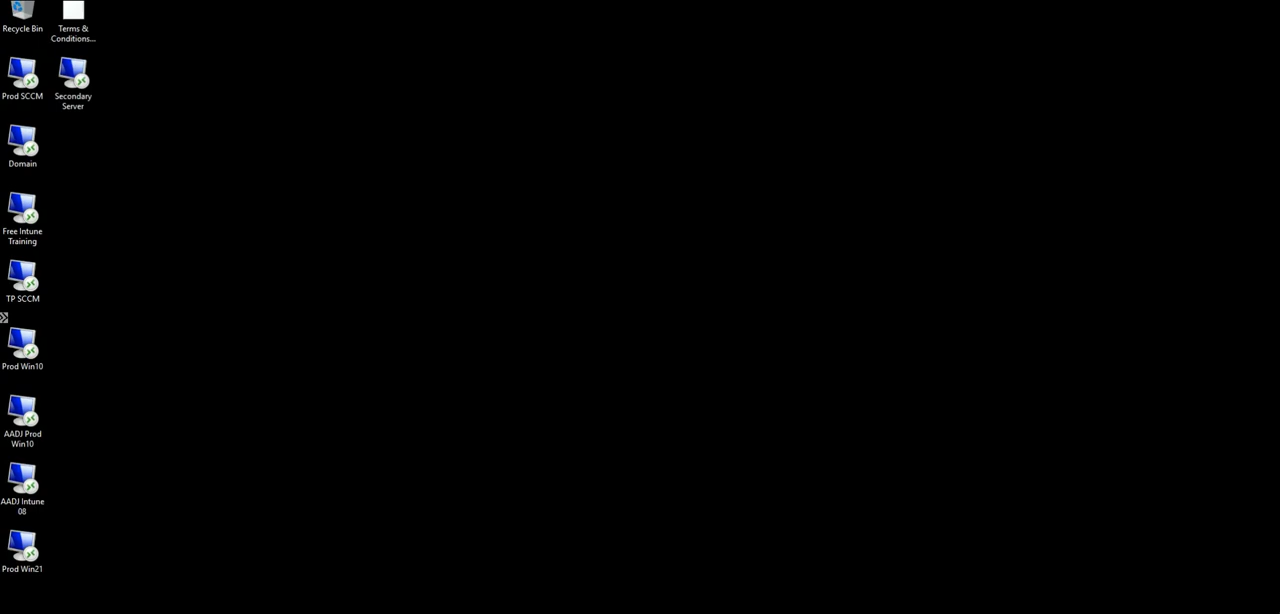 Recycle Bin
Terms &
Conditions...
Prod SCCM
Secondary
Server
Domain
Free Intune
Training
TP SCCM
Prod Win10
AADJ Prod
Win10
AADJ Intune
08
Prod Win21